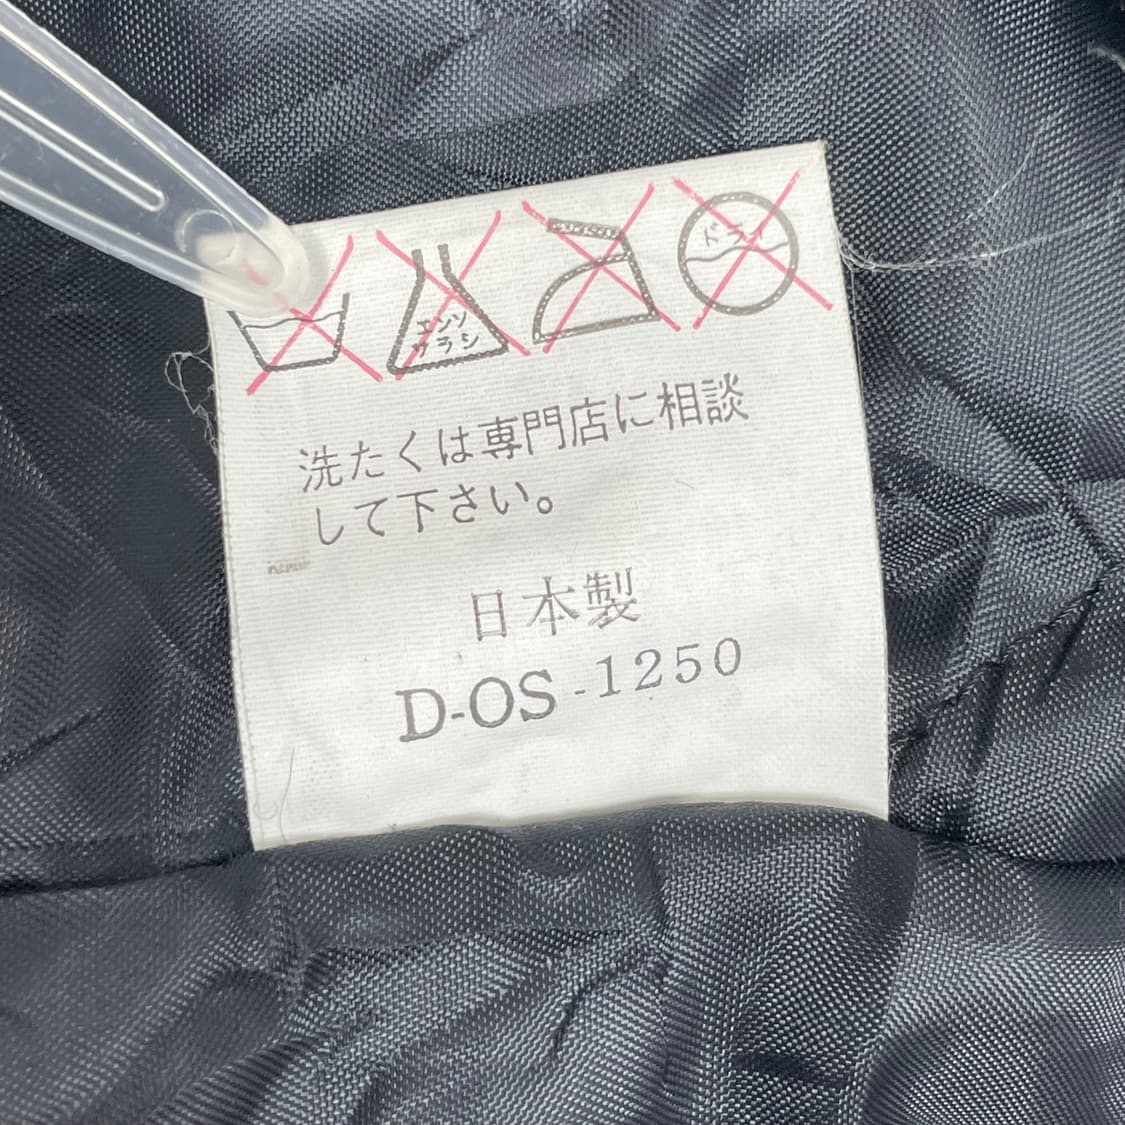 ドライ
エンソ
サラシ
洗たくは専門店に相談
して下さい。
日本製
D-OS-1250